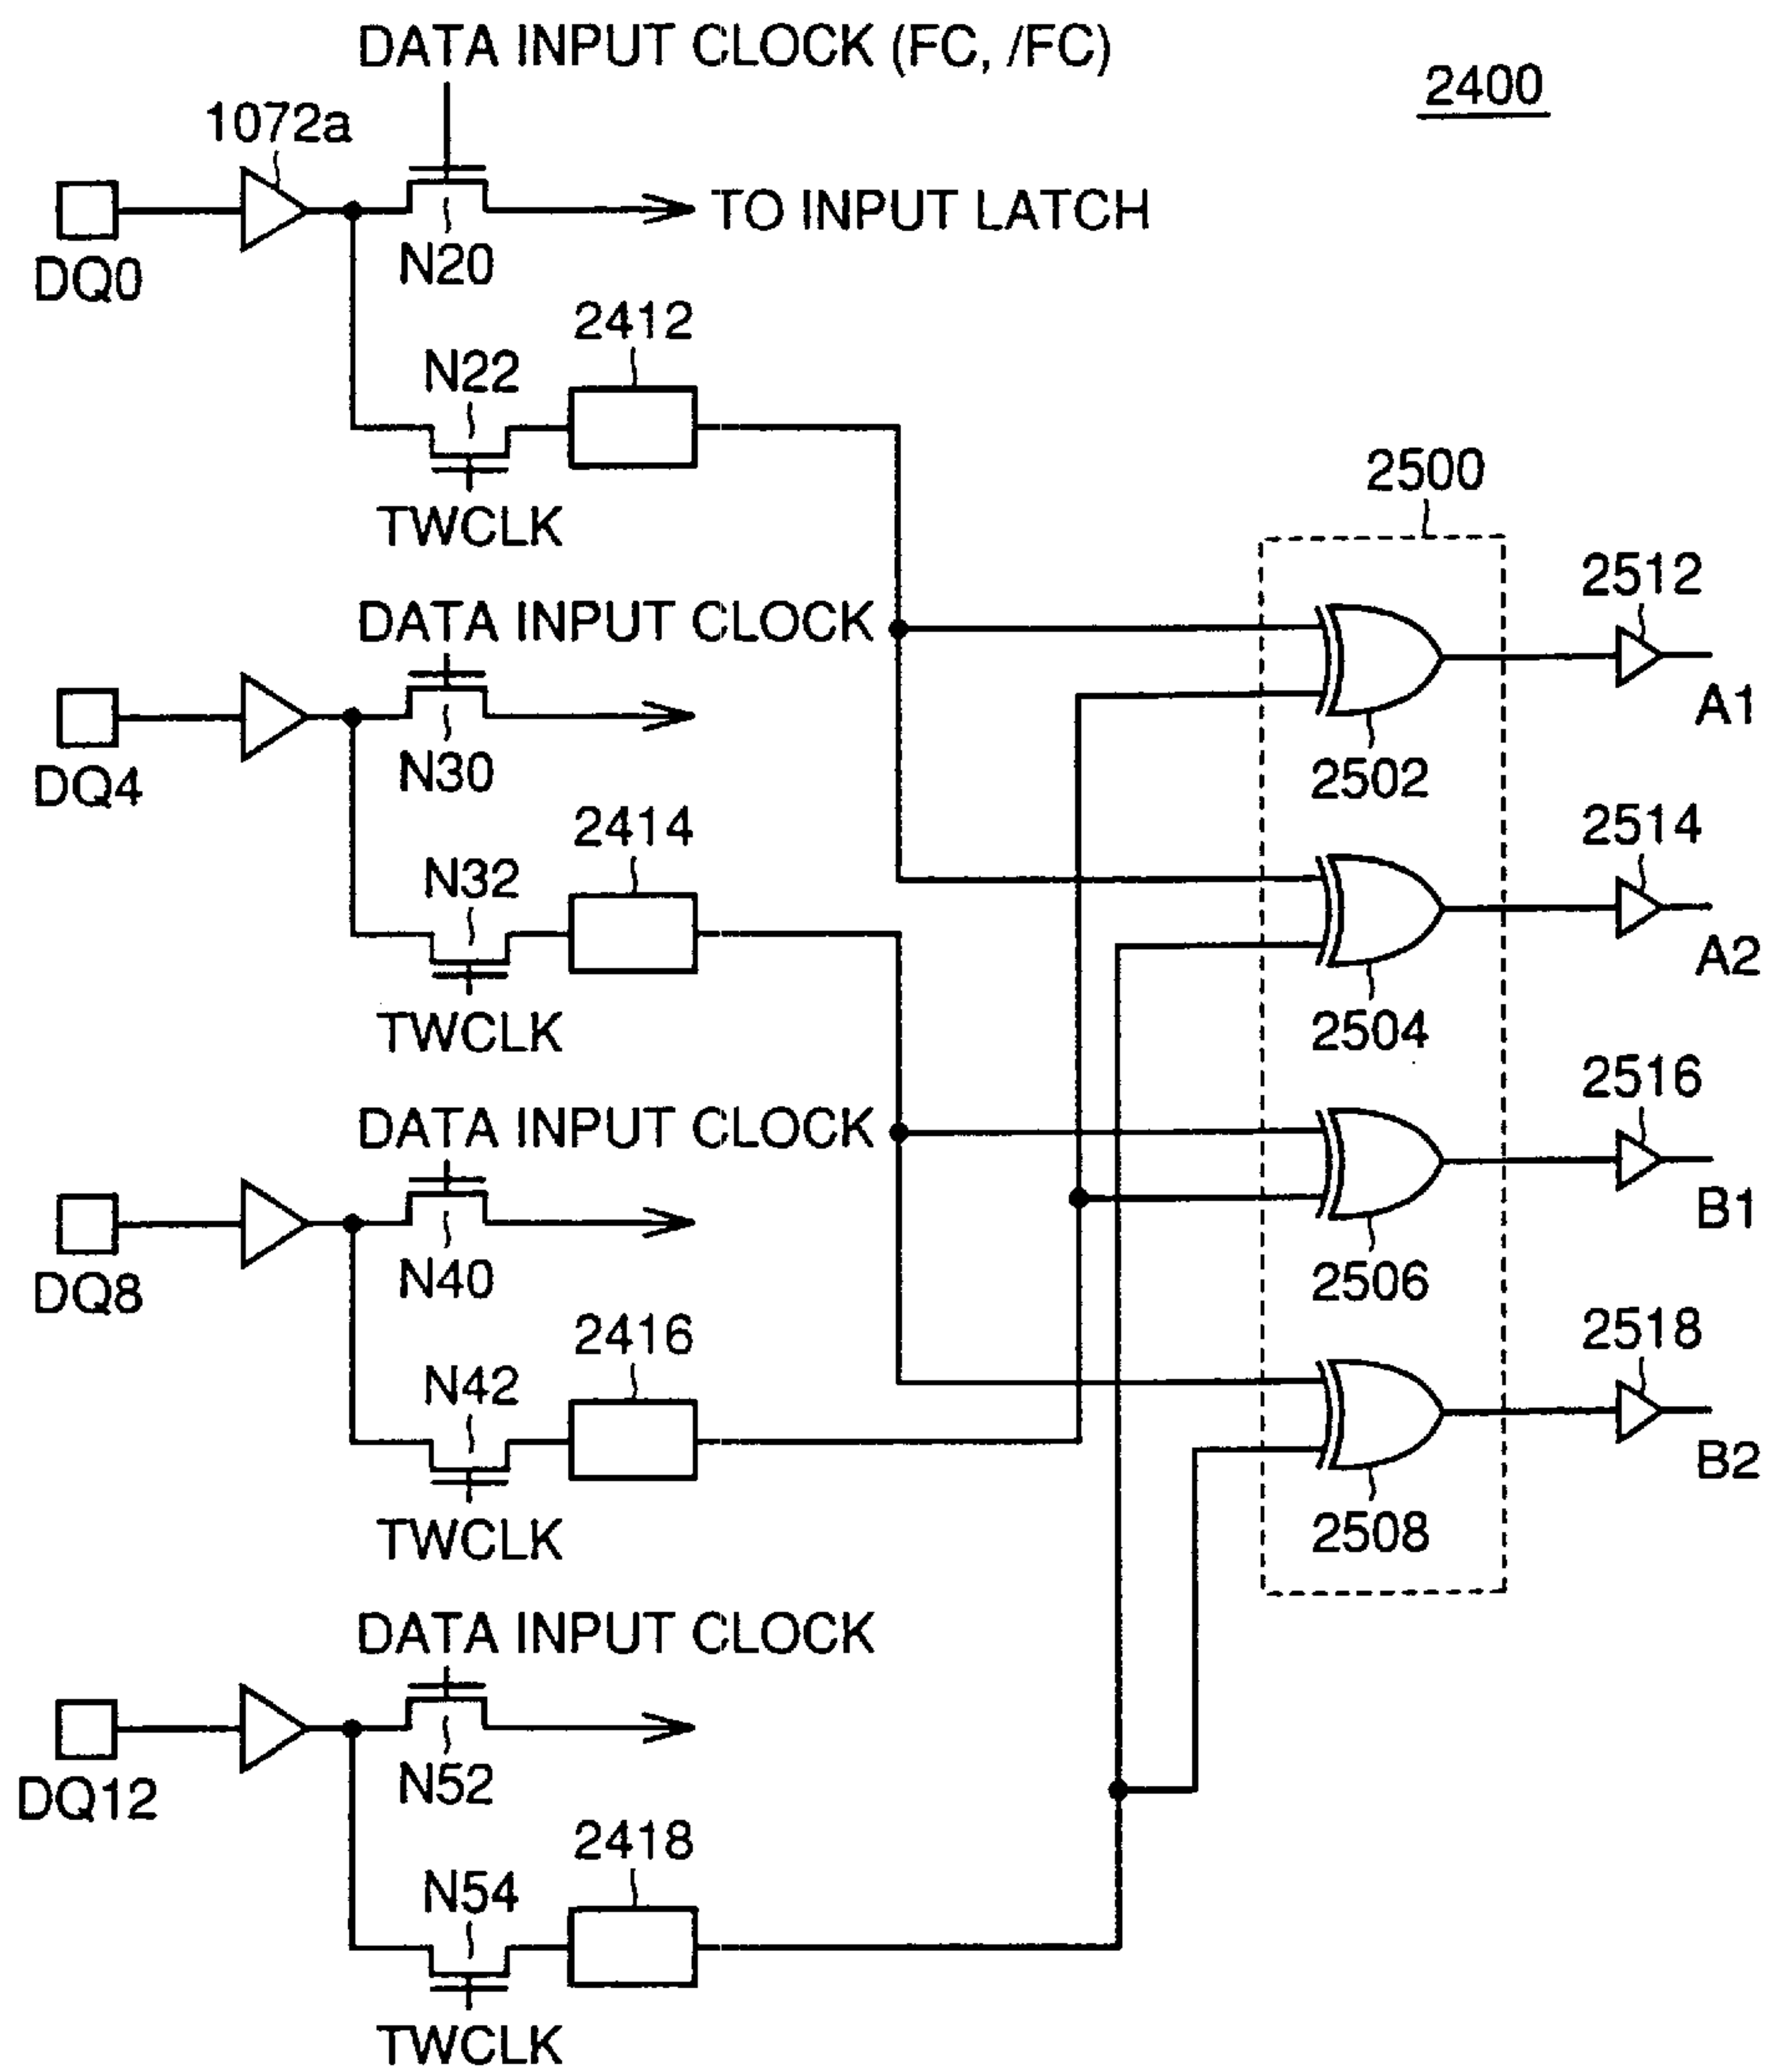 DATA INPUT CLOCK (FC, /FC)
2400
1072a
TO INPUT LATCH
DQ0
N20
2412
N22
TWCLK
2500
2512
DATA INPUT CLOCK
A1
DQ4
N30
2502
2414
2514
N32
A2
TWCLK
2504
2516
DATA INPUT CLOCK
B1
DQ8
N40
2506
2416
2518
N42
B2
TWCLK
2508
DATA INPUT CLOCK
DQ12
N52
2418
N54
TWCLK